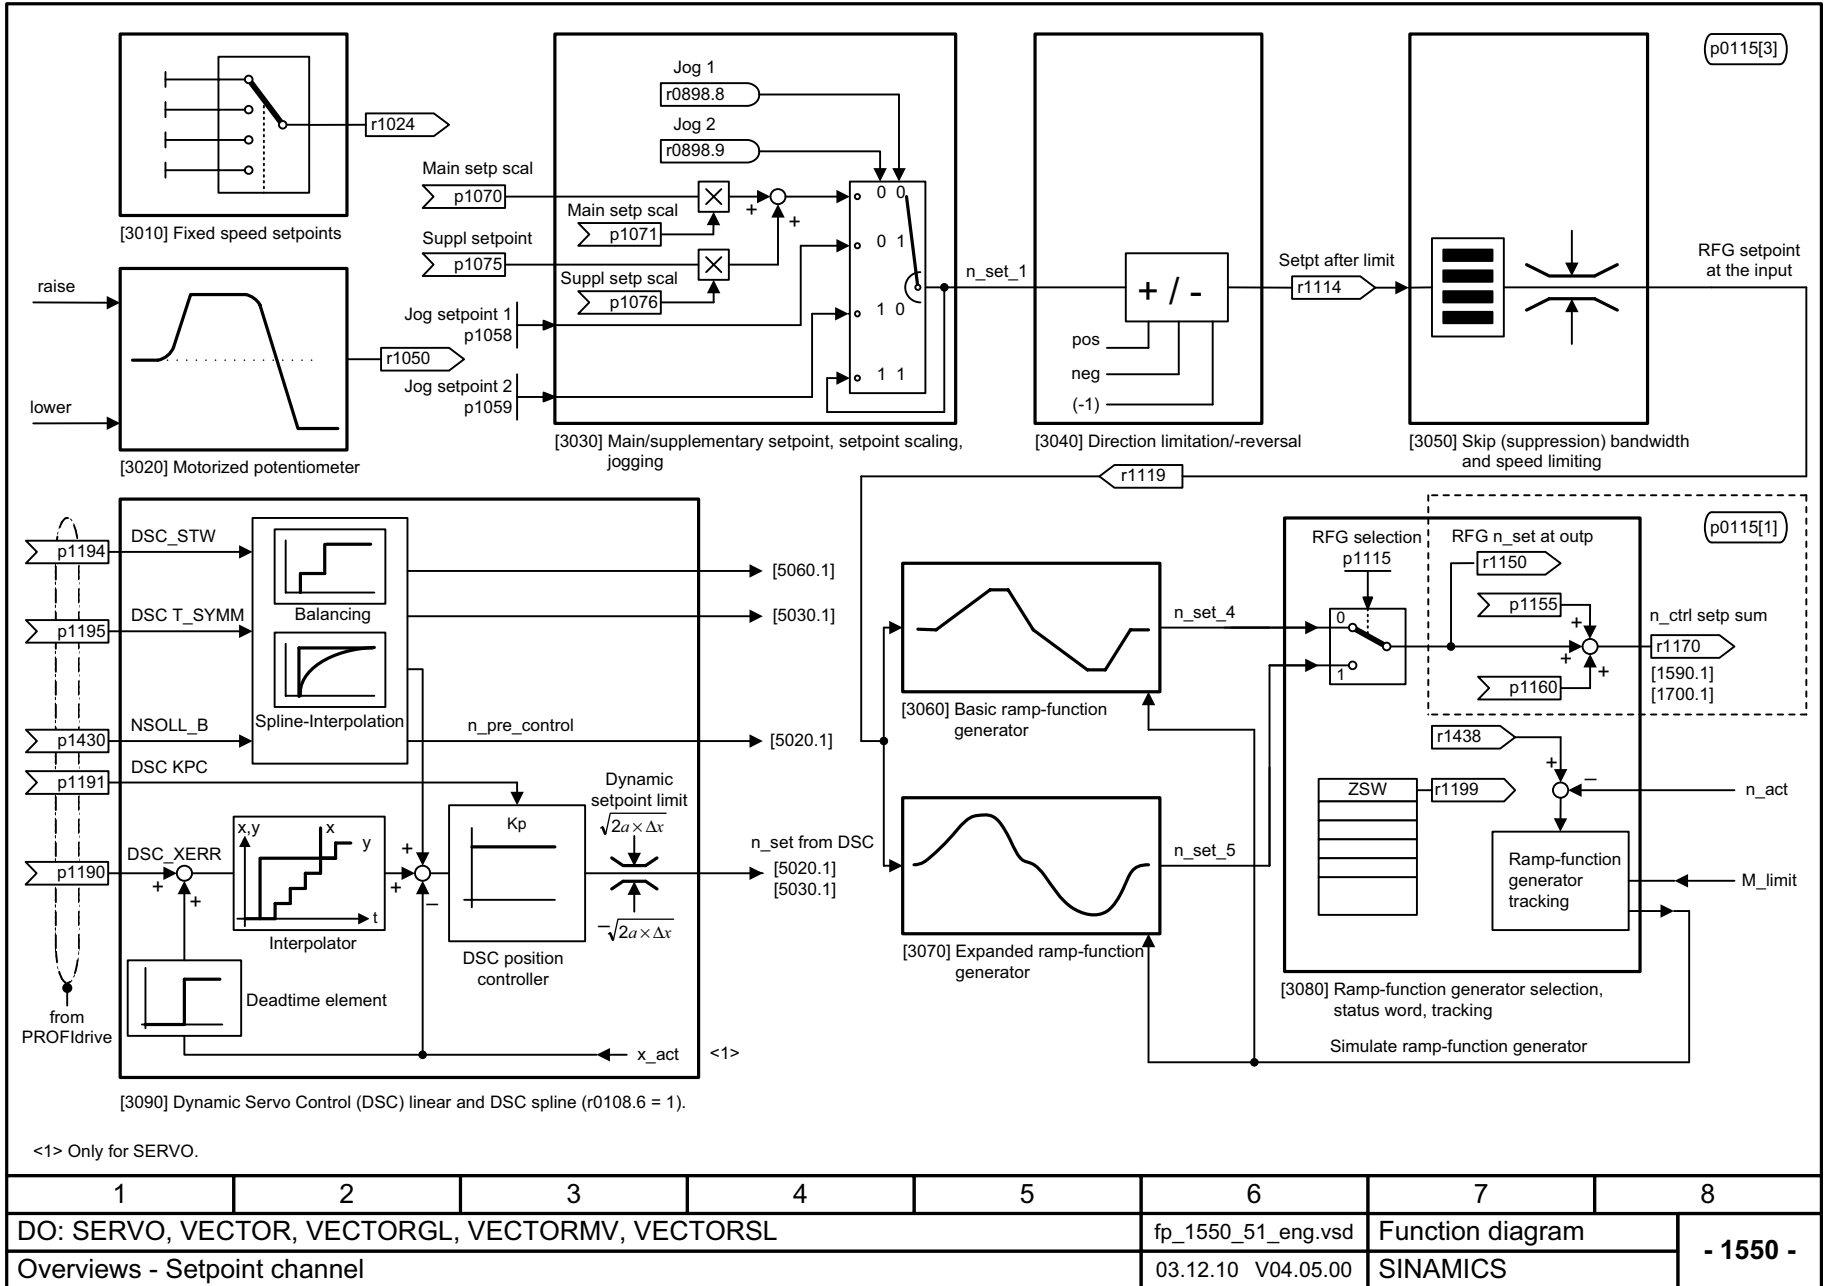 p0115[3]
r1024
[3010] Fixed speed setpoints
raise
lower
r1050
[3020] Motorized potentiometer
Jog 1
r0898.8
Jog 2
r0898.9
Main setp scal
p1070
Main setp scal
p1071
Suppl setpoint
p1075
Suppl setp scal
p1076
Jog setpoint 1
p1058
Jog setpoint 2
p1059
+
+
0 0
0 1
1 0
1 1
n_set_1
[3030] Main/supplementary setpoint, setpoint scaling,
jogging
+ / -
pos
neg
(-1)
[3040] Direction limitation/-reversal
Setpt after limit
r1114
[3050] Skip (suppression) bandwidth
and speed limiting
RFG setpoint
at the input
r1119
p1194
DSC_STW
p1195
DSC T_SYMM
p1430
NSOLL_B
p1191
DSC KPC
p1190
DSC_XERR
from
PROFIdrive
Balancing
Spline-Interpolation
[5060.1]
[5030.1]
n_pre_control
[5020.1]
+
+
x,y
x
y
t
Interpolator
Deadtime element
+
+
−
Kp
DSC position
controller
Dynamic
setpoint limit
√2a × Δx
−√2a × Δx
n_set from DSC
[5020.1]
[5030.1]
x_act
<1>
[3090] Dynamic Servo Control (DSC) linear and DSC spline (r0108.6 = 1).
<1> Only for SERVO.
[3060] Basic ramp-function
generator
n_set_4
[3070] Expanded ramp-function
generator
n_set_5
RFG selection
p1115
0
1
RFG n_set at outp
r1150
p1155
p1160
+
+
+
p0115[1]
n_ctrl setp sum
r1170
[1590.1]
[1700.1]
r1438
+
−
n_act
ZSW
r1199
Ramp-function
generator
tracking
M_limit
[3080] Ramp-function generator selection,
status word, tracking
Simulate ramp-function generator
1 2 3 4 5 6 7 8
DO: SERVO, VECTOR, VECTORGL, VECTORMV, VECTORSL
fp_1550_51_eng.vsd
Function diagram
- 1550 -
Overviews - Setpoint channel
03.12.10 V04.05.00
SINAMICS